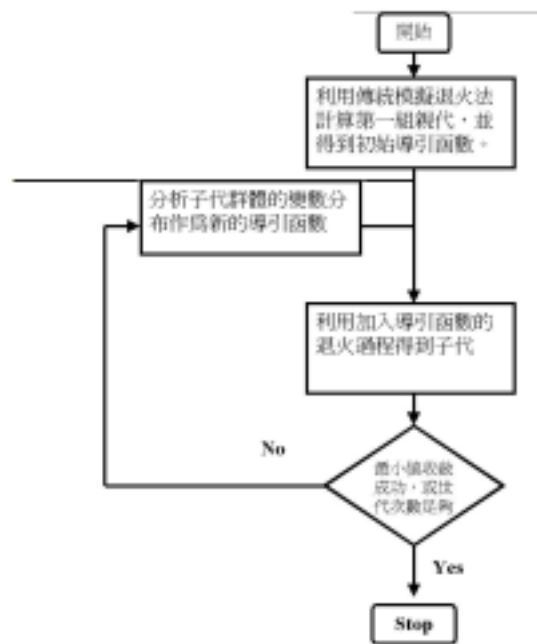 開始
利用傳統模擬退火法
計算第一組親代，並
得到初始導引函數。
分析子代群體的變數分
布作為新的導引函數
利用加入導引函數的
退火過程得到子代
No
最小值收斂
成功，或世
代次數足夠
Yes
Stop